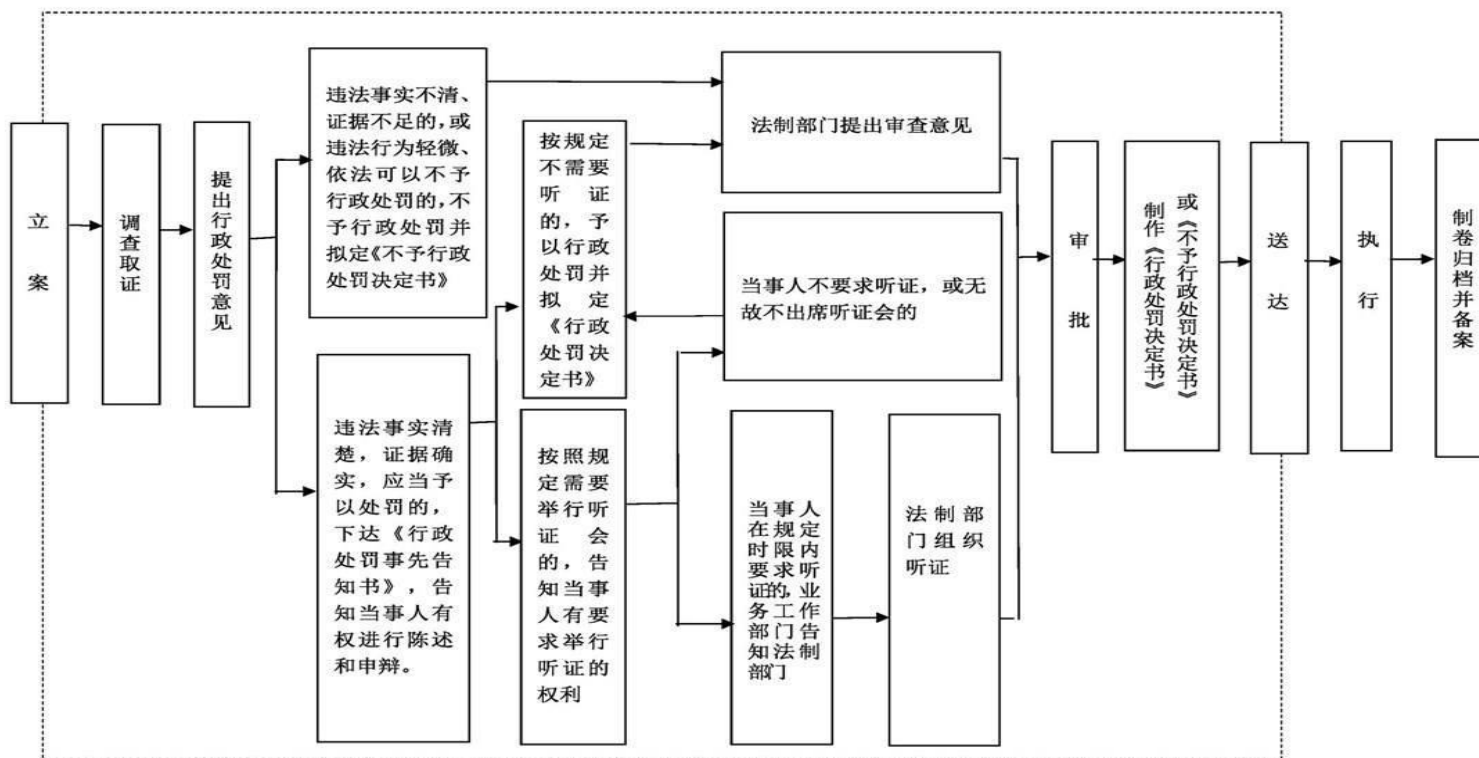 立案
调查取证
提出行政处罚意见
违法事实不清、
证据不足的，或
违法行为轻微、
依法可以不予
行政处罚的，不
予行政处罚并
拟定《不予行政
处罚决定书》
违法事实清
楚，证据确
实，应当予
以处罚的，
下达《行政
处罚事先告
知书》，告
知当事人有
权进行陈述
和申辩。
按规定
不需要
听证
的，予
以行政
处罚并
拟定
《行政
处罚决
定书》
按照规
定需要
举行听
证会
的，告
知当事
人有要
求举行
听证的
权利
法制部门提出审查意见
当事人不要求听证，或无
故不出席听证会的
当事人
在规定
时限内
要求听
证的，业
务工作
部门告
知法制
部门
法制部
门组织
听证
审批
制作《行政处罚决定书》
或《不予行政处罚决定书》
送达
执行
制卷归档并备案